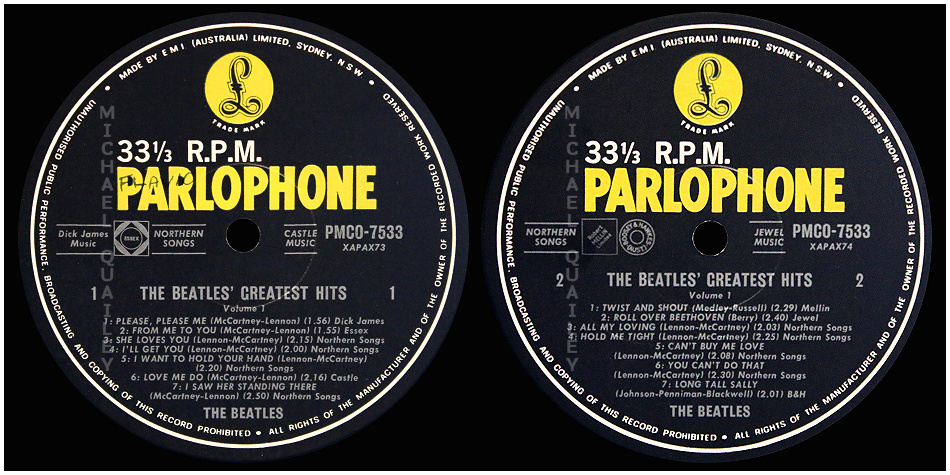 MADE BY E M I (AUSTRALIA) LIMITED, SYDNEY, N.S.W •
UNAUTHORISED PUBLIC PERFORMANCE, BROADCASTING AND COPYING OF THIS RECORD PROHIBITED • ALL RIGHTS OF THE MANUFACTURER AND OF THE OWNER OF THE RECORDED WORK RESERVED •
£
TRADE MARK
33⅓ R.P.M.
PARLOPHONE
Dick James
Music
ESSEX
NORTHERN
SONGS
CASTLE
MUSIC
PMCO-7533
XAPAX73
1 THE BEATLES' GREATEST HITS 1
Volume 1
1: PLEASE, PLEASE ME (McCartney-Lennon) (1.56) Dick James
2: FROM ME TO YOU (McCartney-Lennon) (1.55) Essex
3: SHE LOVES YOU (Lennon-McCartney) (2.15) Northern Songs
4: I'LL GET YOU (Lennon-McCartney) (2.00) Northern Songs
5: I WANT TO HOLD YOUR HAND (Lennon-McCartney)
(2.20) Northern Songs
6: LOVE ME DO (McCartney-Lennon) (2.16) Castle
7: I SAW HER STANDING THERE
(McCartney-Lennon) (2.50) Northern Songs
THE BEATLES
MICHAEL QUAILEY
MADE BY E M I (AUSTRALIA) LIMITED, SYDNEY, N.S.W •
UNAUTHORISED PUBLIC PERFORMANCE, BROADCASTING AND COPYING OF THIS RECORD PROHIBITED • ALL RIGHTS OF THE MANUFACTURER AND OF THE OWNER OF THE RECORDED WORK RESERVED •
£
TRADE MARK
33⅓ R.P.M.
PARLOPHONE
NORTHERN
SONGS
JEWEL
MUSIC
PMCO-7533
XAPAX74
2 THE BEATLES' GREATEST HITS 2
Volume 1
1: TWIST AND SHOUT (Medley-Russell) (2.29) Mellin
2: ROLL OVER BEETHOVEN (Berry) (2.40) Jewel
3: ALL MY LOVING (Lennon-McCartney) (2.03) Northern Songs
4: HOLD ME TIGHT (Lennon-McCartney) (2.25) Northern Songs
5: CAN'T BUY ME LOVE
(Lennon-McCartney) (2.08) Northern Songs
6: YOU CAN'T DO THAT
(Lennon-McCartney) (2.30) Northern Songs
7: LONG TALL SALLY
(Johnson-Penniman-Blackwell) (2.01) B&H
THE BEATLES
MICHAEL QUAILEY